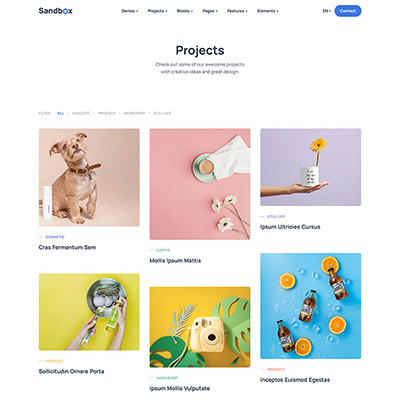 Sandbox
Demos Projects Blocks Pages Features Elements EN Contact
Projects
Check out some of our awesome projects
with creative ideas and great design.
FILTER: ALL CONCEPT PRODUCT WORKSHOP STILL LIFE
— COSMETIC
Cras Fermentum Sem
— COFFEE
Mollis Ipsum Mattis
— STILL LIFE
Ipsum Ultricies Cursus
— PRODUCT
Sollicitudin Ornare Porta
— WORKSHOP
Ipsum Mollis Vulputate
— PRODUCT
Inceptos Euismod Egestas